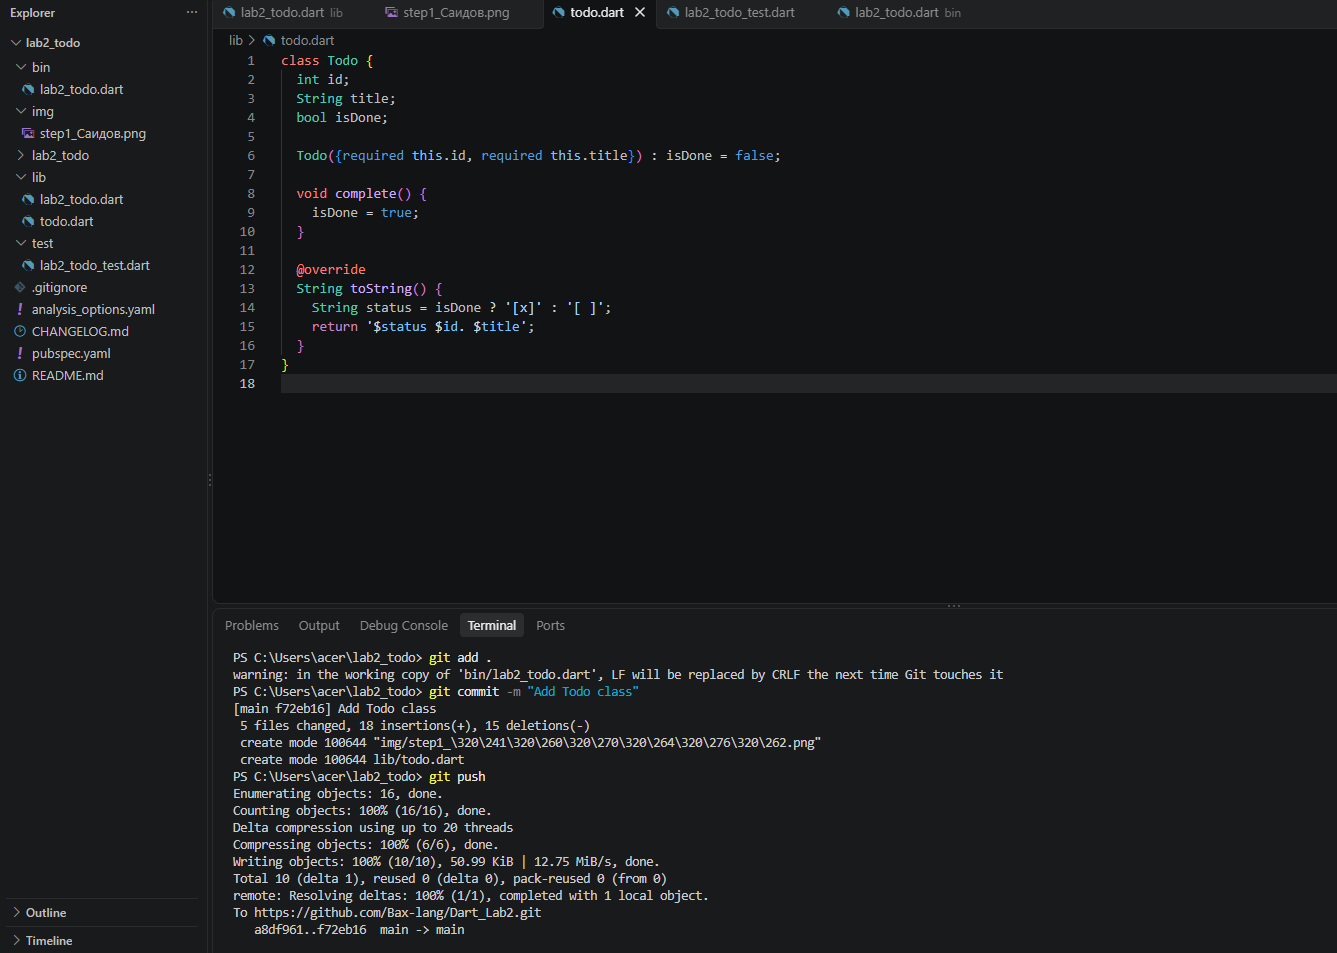 Explorer
lab2_todo
bin
lab2_todo.dart
img
step1_Саидов.png
lab2_todo
lib
lab2_todo.dart
todo.dart
test
lab2_todo_test.dart
.gitignore
analysis_options.yaml
CHANGELOG.md
pubspec.yaml
README.md
Outline
Timeline
lab2_todo.dart lib
step1_Саидов.png
todo.dart
lab2_todo_test.dart
lab2_todo.dart bin
lib > todo.dart
1 class Todo {
2   int id;
3   String title;
4   bool isDone;
5
6   Todo({required this.id, required this.title}) : isDone = false;
7
8   void complete() {
9     isDone = true;
10   }
11
12   @override
13   String toString() {
14     String status = isDone ? '[x]' : '[ ]';
15     return '$status $id. $title';
16   }
17 }
18
Problems Output Debug Console Terminal Ports
PS C:\Users\acer\lab2_todo> git add .
warning: in the working copy of 'bin/lab2_todo.dart', LF will be replaced by CRLF the next time Git touches it
PS C:\Users\acer\lab2_todo> git commit -m "Add Todo class"
[main f72eb16] Add Todo class
 5 files changed, 18 insertions(+), 15 deletions(-)
 create mode 100644 "img/step1_\320\241\320\260\320\270\320\264\320\276\320\262.png"
 create mode 100644 lib/todo.dart
PS C:\Users\acer\lab2_todo> git push
Enumerating objects: 16, done.
Counting objects: 100% (16/16), done.
Delta compression using up to 20 threads
Compressing objects: 100% (6/6), done.
Writing objects: 100% (10/10), 50.99 KiB | 12.75 MiB/s, done.
Total 10 (delta 1), reused 0 (delta 0), pack-reused 0 (from 0)
remote: Resolving deltas: 100% (1/1), completed with 1 local object.
To https://github.com/Bax-lang/Dart_Lab2.git
   a8df961..f72eb16  main -> main